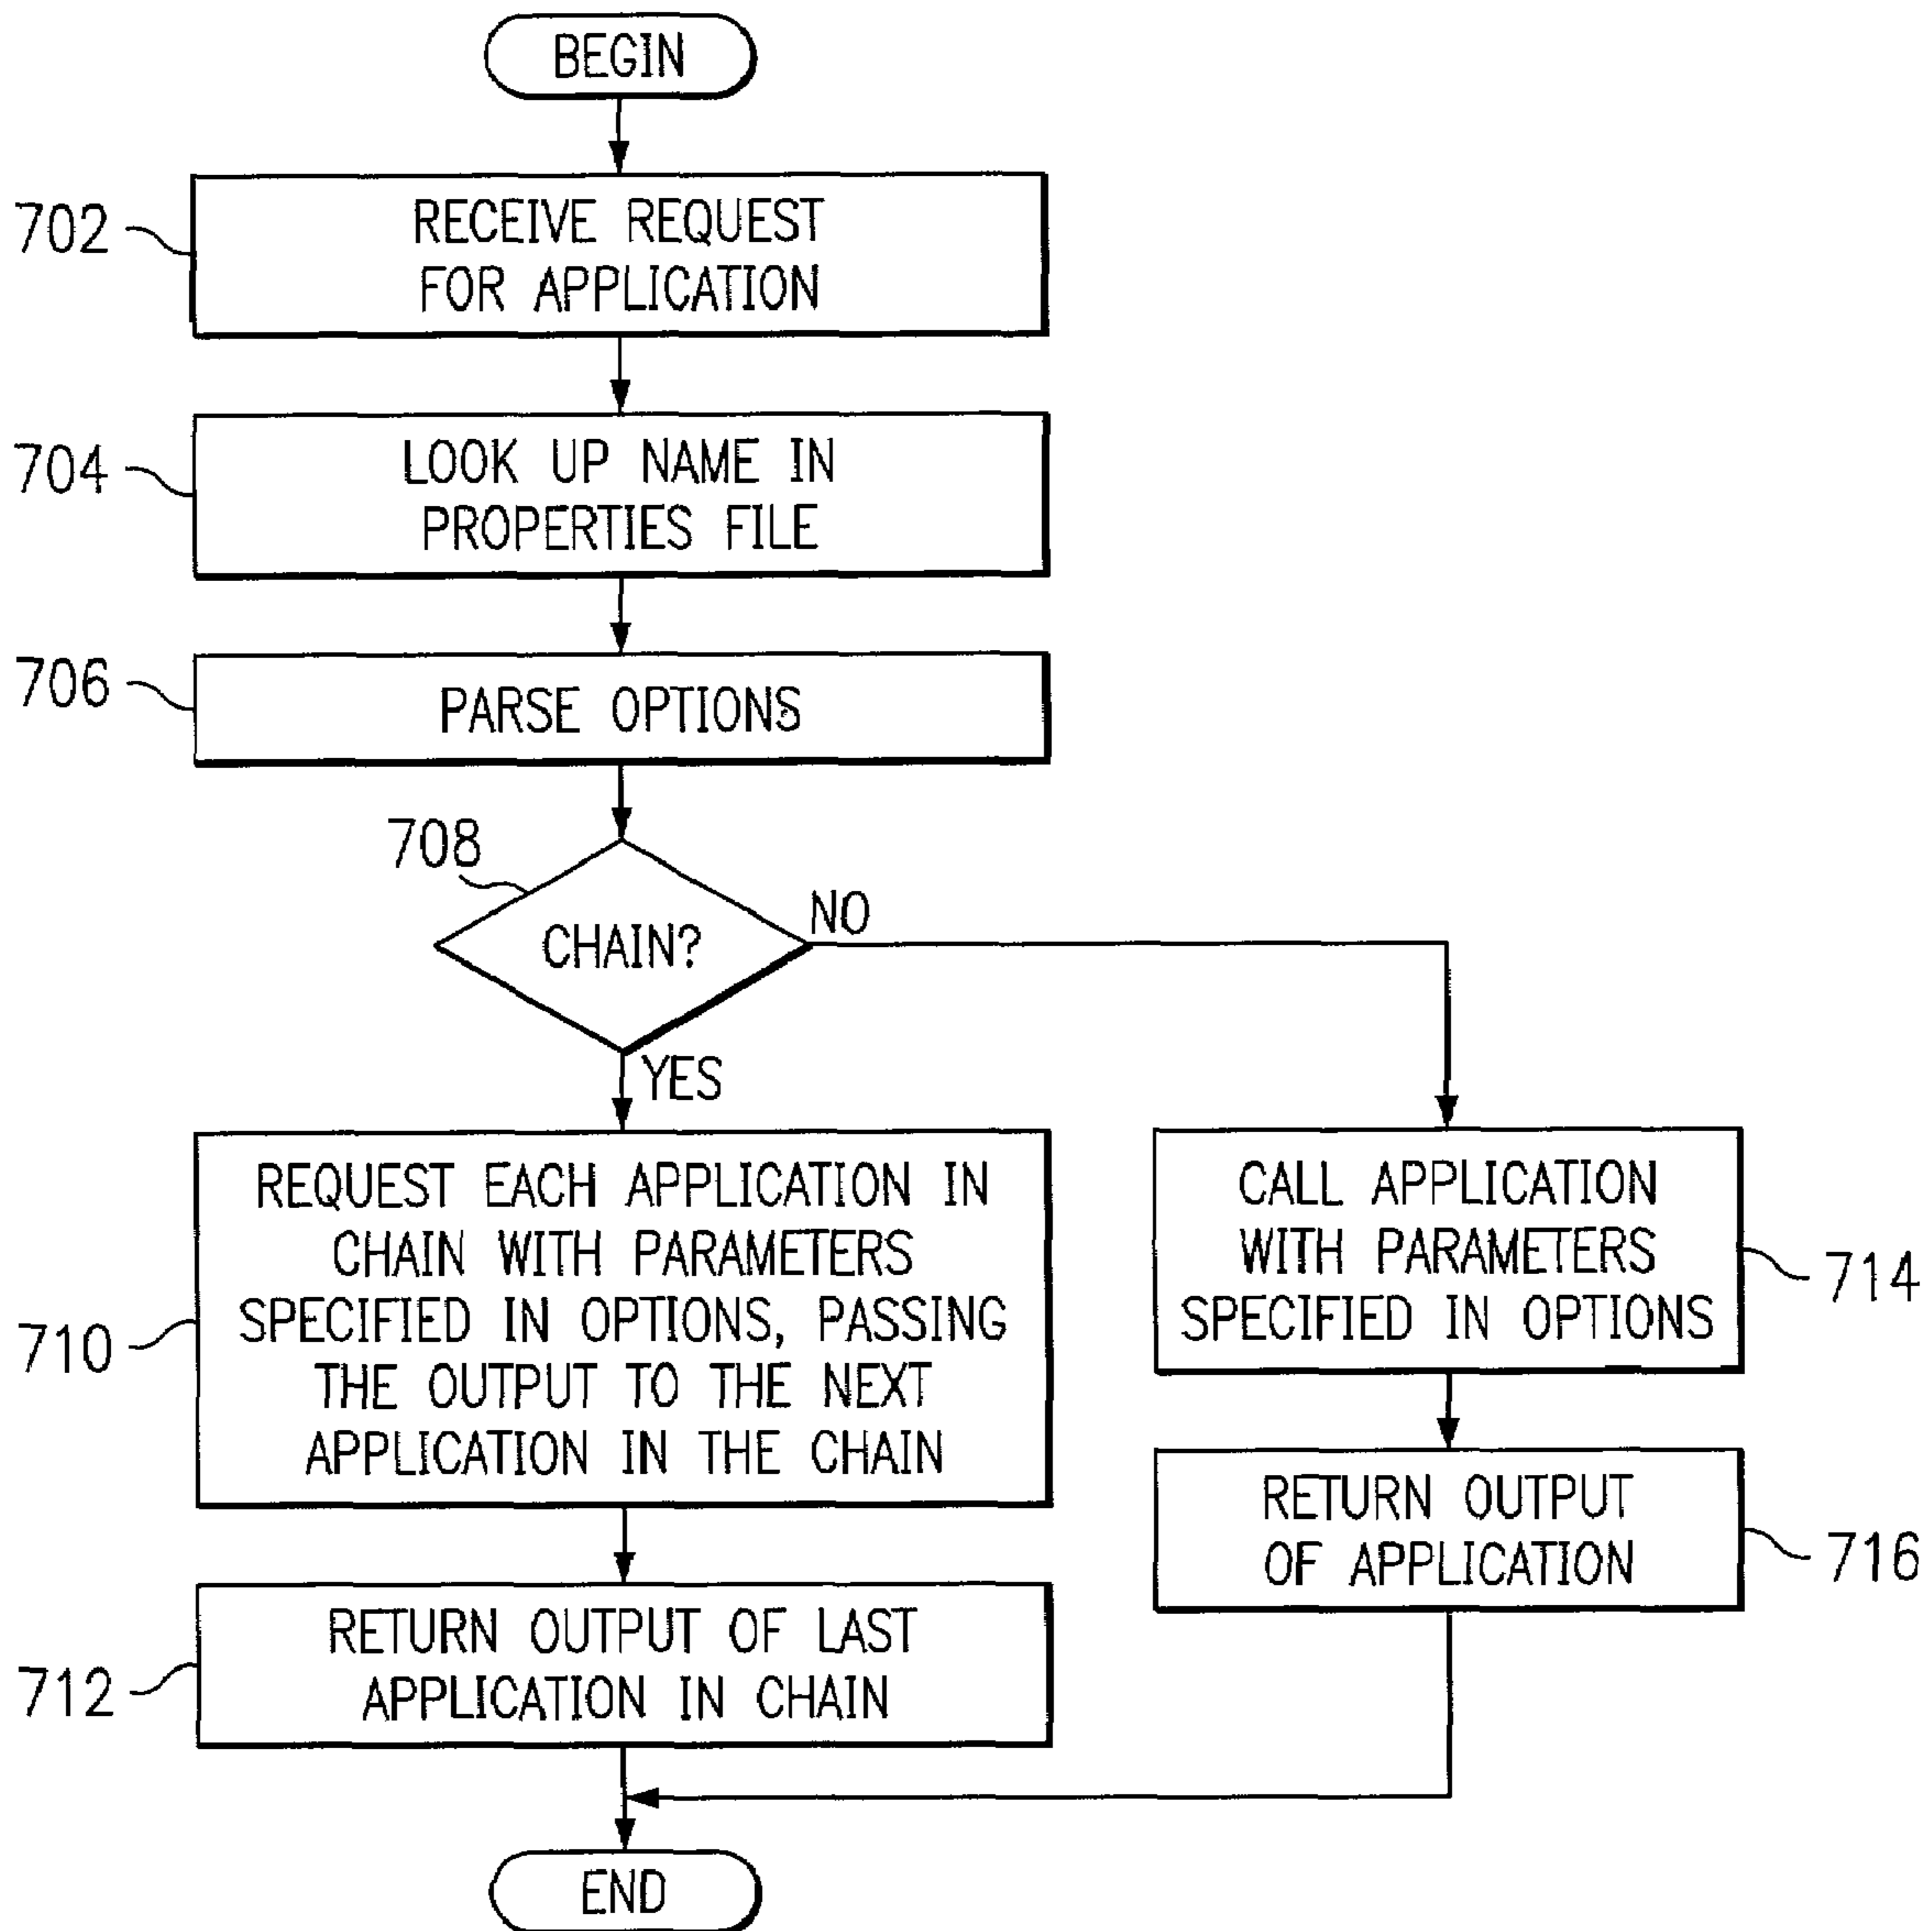 BEGIN
702
RECEIVE REQUEST
FOR APPLICATION
704
LOOK UP NAME IN
PROPERTIES FILE
706
PARSE OPTIONS
708
CHAIN?
NO
YES
710
REQUEST EACH APPLICATION IN
CHAIN WITH PARAMETERS
SPECIFIED IN OPTIONS, PASSING
THE OUTPUT TO THE NEXT
APPLICATION IN THE CHAIN
CALL APPLICATION
WITH PARAMETERS
SPECIFIED IN OPTIONS
714
RETURN OUTPUT
OF APPLICATION
716
712
RETURN OUTPUT OF LAST
APPLICATION IN CHAIN
END